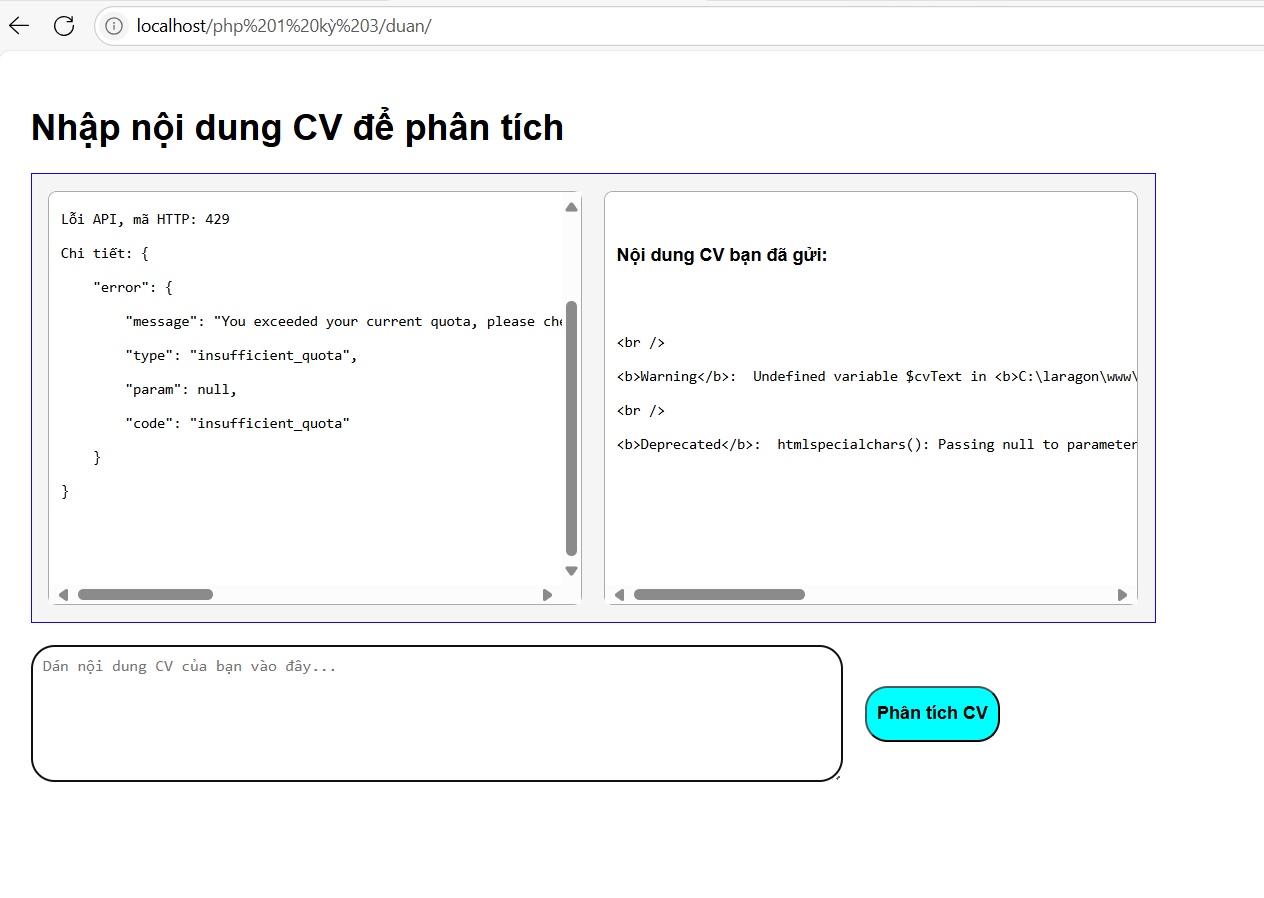 localhost/php%201%20kỳ%203/duan/
Nhập nội dung CV để phân tích
Lỗi API, mã HTTP: 429
Chi tiết: {
"error": {
"message": "You exceeded your current quota, please che
"type": "insufficient_quota",
"param": null,
"code": "insufficient_quota"
}
}
Nội dung CV bạn đã gửi:
<br />
<b>Warning</b>:  Undefined variable $cvText in <b>C:\laragon\www\
<br />
<b>Deprecated</b>:  htmlspecialchars(): Passing null to parameter
Dán nội dung CV của bạn vào đây...
Phân tích CV